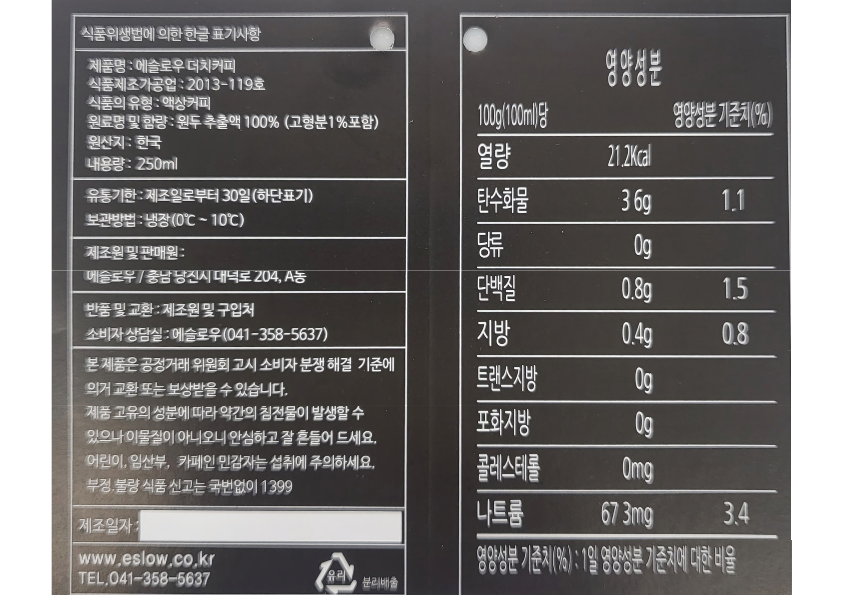 식품위생법에 의한 한글 표기사항
제품명 : 에슬로우 더치커피
식품제조가공업 : 2013-119호
식품의 유형 : 액상커피
원료명 및 함량 : 원두 추출액 100% (고형분1%포함)
원산지 : 한국
내용량 : 250ml
유통기한 : 제조일로부터 30일(하단표기)
보관방법 : 냉장(0℃ ~ 10℃)
제조원 및 판매원 :
에슬로우 / 충남 당진시 대덕로 204, A동
반품 및 교환 : 제조원 및 구입처
소비자 상담실 : 에슬로우(041-358-5637)
본 제품은 공정거래 위원회 고시 소비자 분쟁 해결 기준에
의거 교환 또는 보상받을 수 있습니다.
제품 고유의 성분에 따라 약간의 침전물이 발생할 수
있으나 이물질이 아니오니 안심하고 잘 흔들어 드세요.
어린이, 임산부, 카페인 민감자는 섭취에 주의하세요.
부정.불량 식품 신고는 국번없이 1399
제조일자 :
www.eslow.co.kr
TEL.041-358-5637
유리
분리배출
영양성분
100g(100ml)당 영양성분 기준치(%)
열량 21.2Kcal
탄수화물 3 6g 1.1
당류 0g
단백질 0.8g 1.5
지방 0.4g 0.8
트랜스지방 0g
포화지방 0g
콜레스테롤 0mg
나트륨 67 3mg 3.4
영양성분 기준치(%) : 1일 영양성분 기준치에 대한 비율